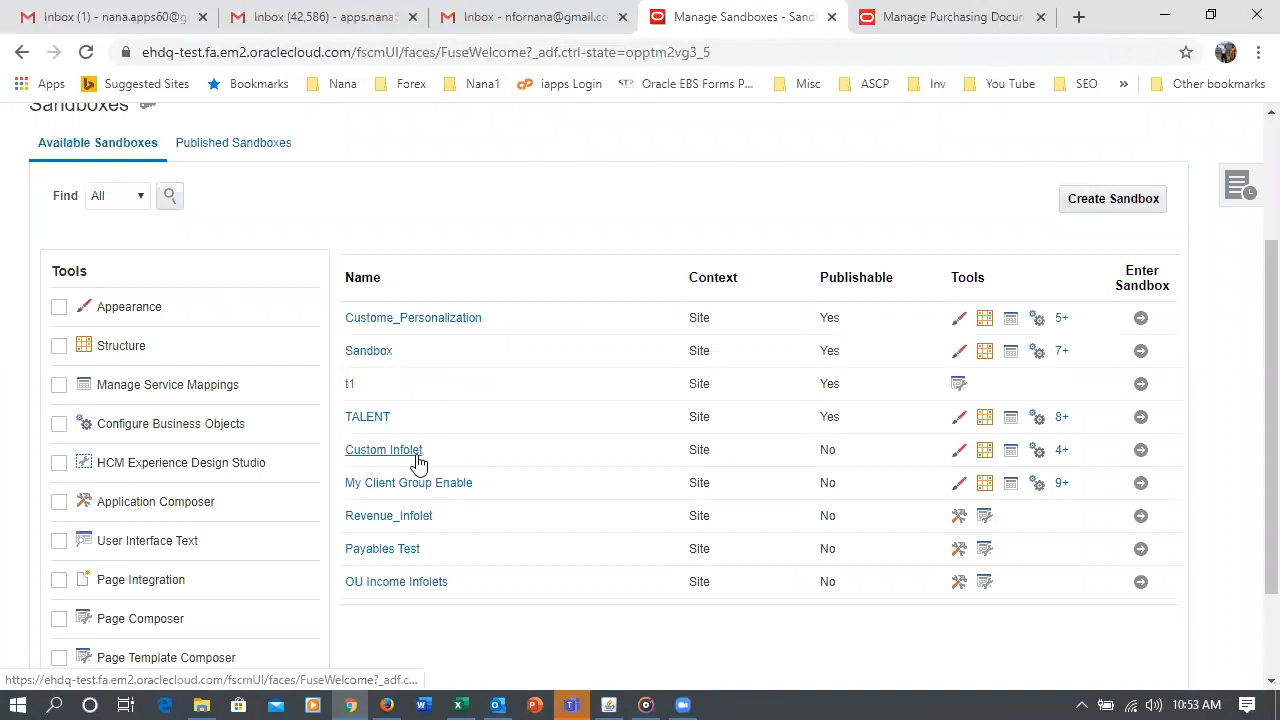 Inbox (1) - nana.apps01@g
Inbox (42,586) - apps.nanaf
Inbox - nfornana@gmail.co
Manage Sandboxes - Sand
Manage Purchasing Docum
ehdq-test.fa.em2.oraclecloud.com/fscmUI/faces/FuseWelcome?_adf.ctrl-state=opptm2vg3_5
Apps
Suggested Sites
Bookmarks
Nana
Forex
Nana1
iapps Login
Oracle EBS Forms P...
Misc
ASCP
Inv
You Tube
SEO
»
Other bookmarks
Sandboxes
Available Sandboxes
Published Sandboxes
Find
All
Create Sandbox
Tools
Appearance
Structure
Manage Service Mappings
Configure Business Objects
HCM Experience Design Studio
Application Composer
User Interface Text
Page Integration
Page Composer
Page Template Composer
Name Context Publishable Tools Enter Sandbox
Custome_Personalization Site Yes 5+
Sandbox Site Yes 7+
t1 Site Yes
TALENT Site Yes 8+
Custom Infolet Site No 4+
My Client Group Enable Site No 9+
Revenue_Infolet Site No
Payables Test Site No
OU Income Infolets Site No
https://ehdq-test.fa.em2.oraclecloud.com/fscmUI/faces/FuseWelcome?_adf.c...
10:53 AM